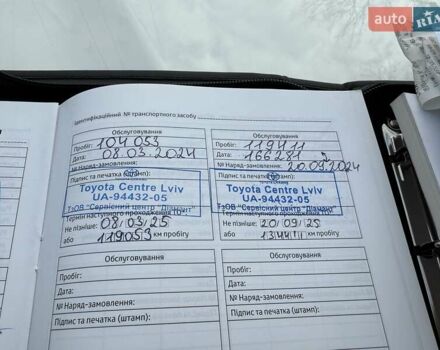 auto RIA
Ідентифікаційний № транспортного засобу
Обслуговування
Пробіг: 104 053
Дата: 08.03.2024
№ Наряд-замовлення:
Підпис та печатка (штамп):
Toyota Centre Lviv
UA-94432-05
ТзОВ "Сервісний центр "Діамант"
Термін наступного проходження ТО:
Не пізніше: 08/03/25
або 119053 км пробігу
Обслуговування
Пробіг: 119411
Дата: 166281
№ Наряд-замовлення: 20.09.2024
Підпис та печатка (штамп):
Toyota Centre Lviv
UA-94432-05
ТзОВ "Сервісний центр "Діамант"
Термін наступного проходження ТО:
Не пізніше: 20/09/25
або 134411 км пробігу
Обслуговування
Пробіг:
Дата:
№ Наряд-замовлення:
Підпис та печатка (штамп):
Обслуговування
Пробіг:
Дата:
№ Наряд-замовлення:
Підпис та печатка (штамп):